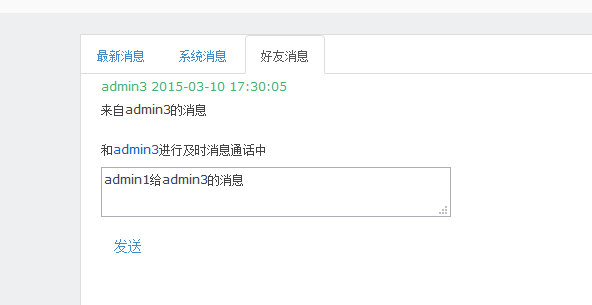 最新消息 系统消息 好友消息
admin3 2015-03-10 17:30:05
来自admin3的消息
和admin3进行及时消息通话中
admin1给admin3的消息
发送